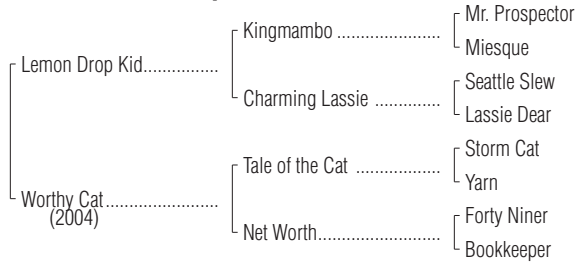 Mr. Prospector
Kingmambo ..................
Miesque
Lemon Drop Kid................
Seattle Slew
Charming Lassie ..............
Lassie Dear
Storm Cat
Tale of the Cat ..................
Yarn
Worthy Cat........................
(2004)
Forty Niner
Net Worth..........................
Bookkeeper